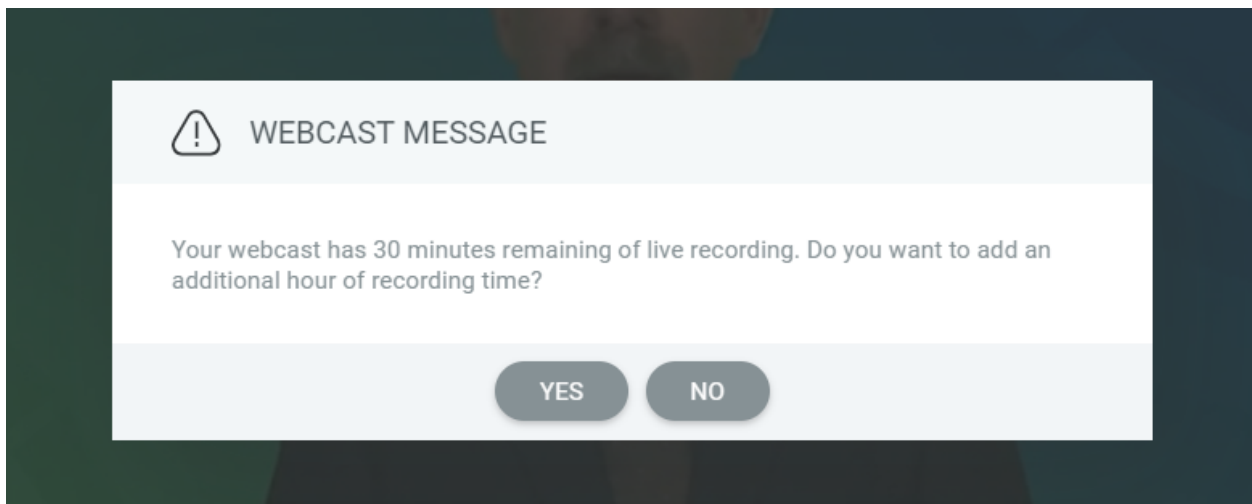 WEBCAST MESSAGE
Your webcast has 30 minutes remaining of live recording. Do you want to add an
additional hour of recording time?
YES
NO